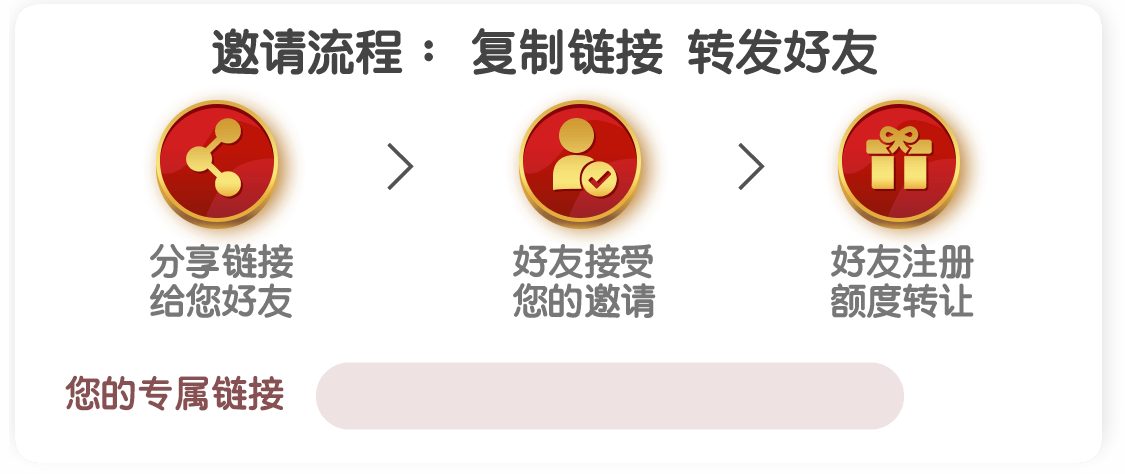 邀请流程： 复制链接 转发好友
分享链接
给您好友
好友接受
您的邀请
好友注册
额度转让
您的专属链接